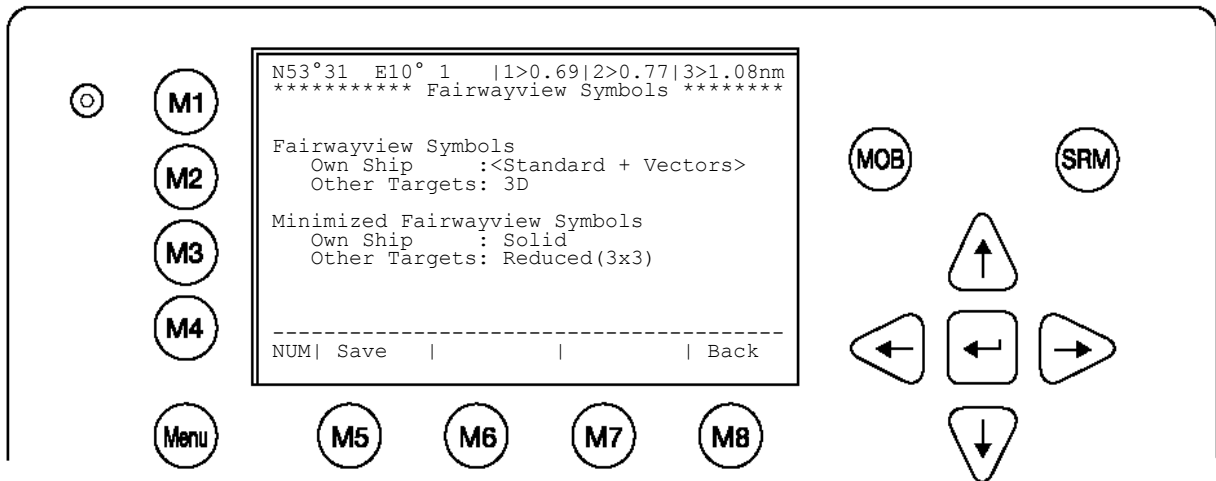 N53°31 E10° 1 |1>0.69|2>0.77|3>1.08nm
*********** Fairwayview Symbols ********
Fairwayview Symbols
Own Ship :<Standard + Vectors>
Other Targets: 3D
Minimized Fairwayview Symbols
Own Ship : Solid
Other Targets: Reduced(3x3)
----------------------------------------
NUM| Save | | | Back
M1
M2
M3
M4
Menu
M5
M6
M7
M8
MOB
SRM